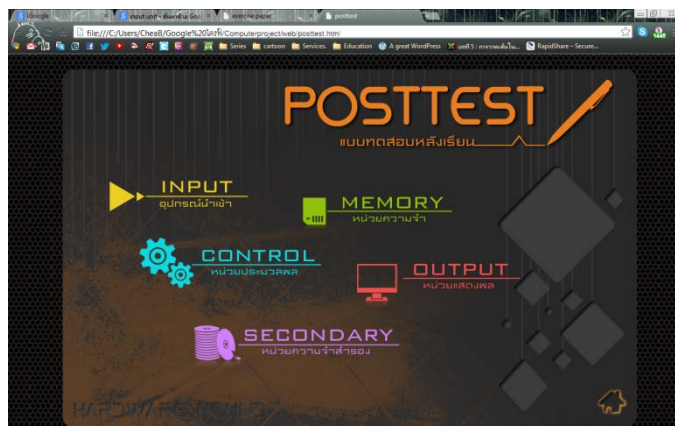 Google
input unit - ค้นหาด้วย Goo
exercise paper
posttest
file:///C:/Users/CheaB/Google%20ไดรฟ์/Computerproject/web/posttest.html
Series cartoon Services. Education A great WordPress บทที่ 5 : RapidShare – Secure...
POSTTEST
แบบทดสอบหลังเรียน
INPUT
อุปกรณ์นำเข้า
MEMORY
หน่วยความจำ
CONTROL
หน่วยประมวลผล
OUTPUT
หน่วยแสดงผล
SECONDARY
หน่วยความจำสำรอง